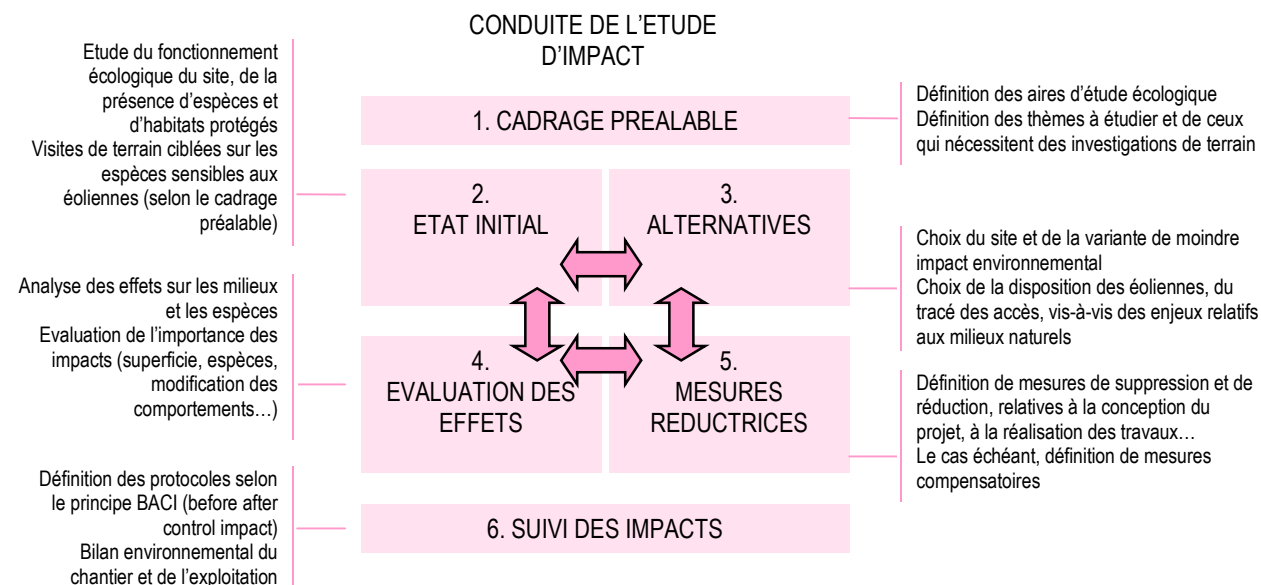 CONDUITE DE L'ETUDE
D'IMPACT
Etude du fonctionnement
écologique du site, de la
présence d'espèces et
d'habitats protégés
Visites de terrain ciblées sur les
espèces sensibles aux
éoliennes (selon le cadrage
préalable)
1. CADRAGE PREALABLE
Définition des aires d'étude écologique
Définition des thèmes à étudier et de ceux
qui nécessitent des investigations de terrain
2.
ETAT INITIAL
3.
ALTERNATIVES
Choix du site et de la variante de moindre
impact environnemental
Choix de la disposition des éoliennes, du
tracé des accès, vis-à-vis des enjeux relatifs
aux milieux naturels
Analyse des effets sur les milieux
et les espèces
Evaluation de l'importance des
impacts (superficie, espèces,
modification des
comportements…)
4.
EVALUATION DES
EFFETS
5.
MESURES
REDUCTRICES
Définition de mesures de suppression et de
réduction, relatives à la conception du
projet, à la réalisation des travaux…
Le cas échéant, définition de mesures
compensatoires
Définition des protocoles selon
le principe BACI (before after
control impact)
Bilan environnemental du
chantier et de l'exploitation
6. SUIVI DES IMPACTS